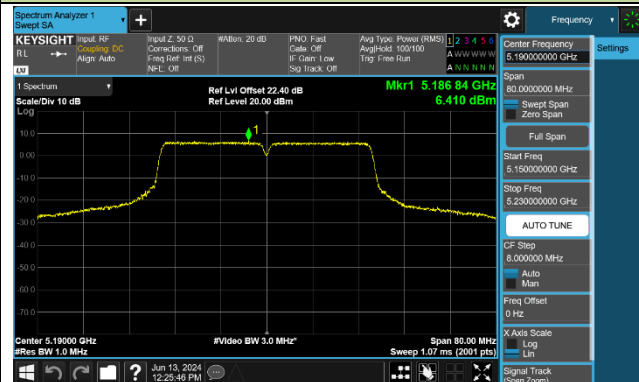 Spectrum Analyzer 1
Swept SA
Frequency
KEYSIGHT
RL
LXI
Input: RF
Coupling: DC
Align: Auto
Input Z: 50 Ω
Corrections: Off
Freq Ref: Int (S)
NFE: Off
#Atten: 20 dB
PNO: Fast
Gate: Off
IF Gain: Low
Sig Track: Off
Avg Type: Power (RMS)
Avg|Hold: 100/100
Trig: Free Run
1 2 3 4 5 6
A W W W W W
A N N N N N
1 Spectrum
Scale/Div 10 dB
Log
Ref Lvl Offset 22.40 dB
Ref Level 20.00 dBm
Mkr1 5.186 84 GHz
6.410 dBm
1
10.0
0.00
-10.0
-20.0
-30.0
-40.0
-50.0
-60.0
-70.0
Center 5.19000 GHz
#Res BW 1.0 MHz
#Video BW 3.0 MHz*
Span 80.00 MHz
Sweep 1.07 ms (2001 pts)
?
Jun 13, 2024
12:25:46 PM
Center Frequency
5.190000000 GHz
Settings
Span
80.0000000 MHz
Swept Span
Zero Span
Full Span
Start Freq
5.150000000 GHz
Stop Freq
5.230000000 GHz
AUTO TUNE
CF Step
8.000000 MHz
Auto
Man
Freq Offset
0 Hz
X Axis Scale
Log
Lin
Signal Track
(Span Zoom)